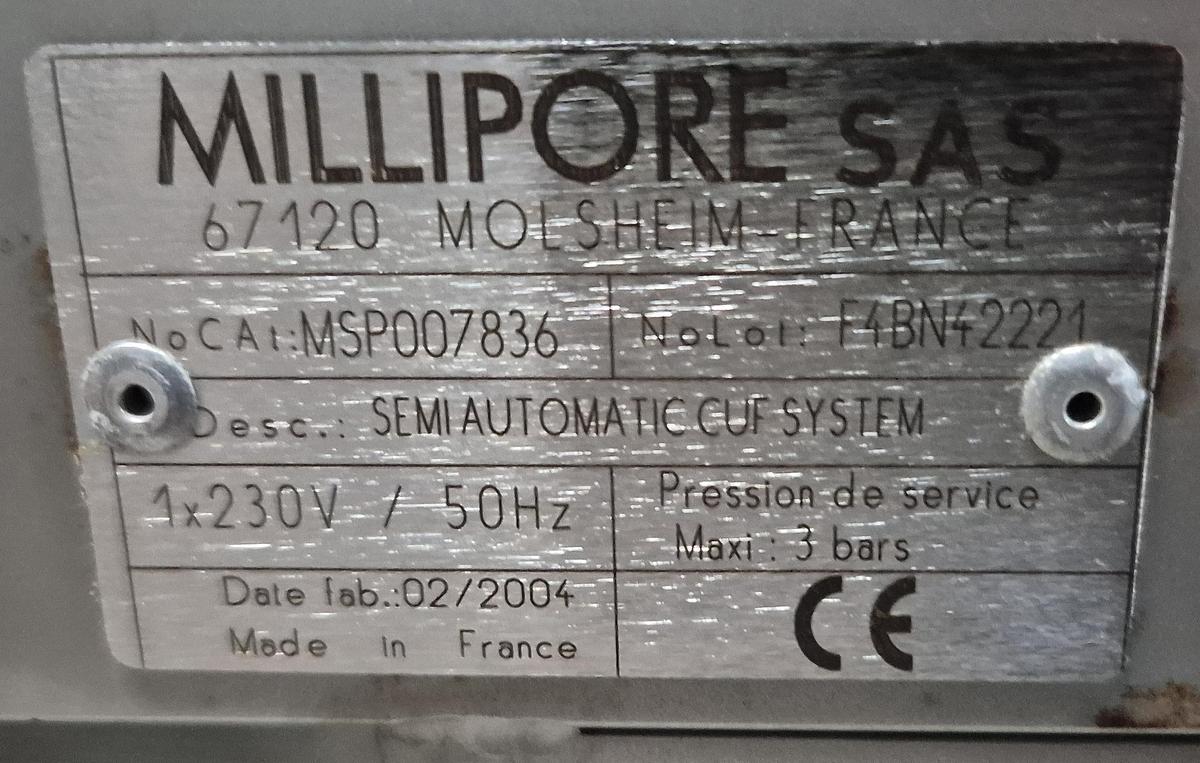 MILLIPORE SAS
67120 MOLSHEIM-FRANCE
NoCAt:MSP007836 NoLot: F4BN42221
Desc.: SEMI AUTOMATIC CUF SYSTEM
1x230V / 50Hz
Pression de service
Maxi : 3 bars
Date fab.:02/2004
Made in France
CE